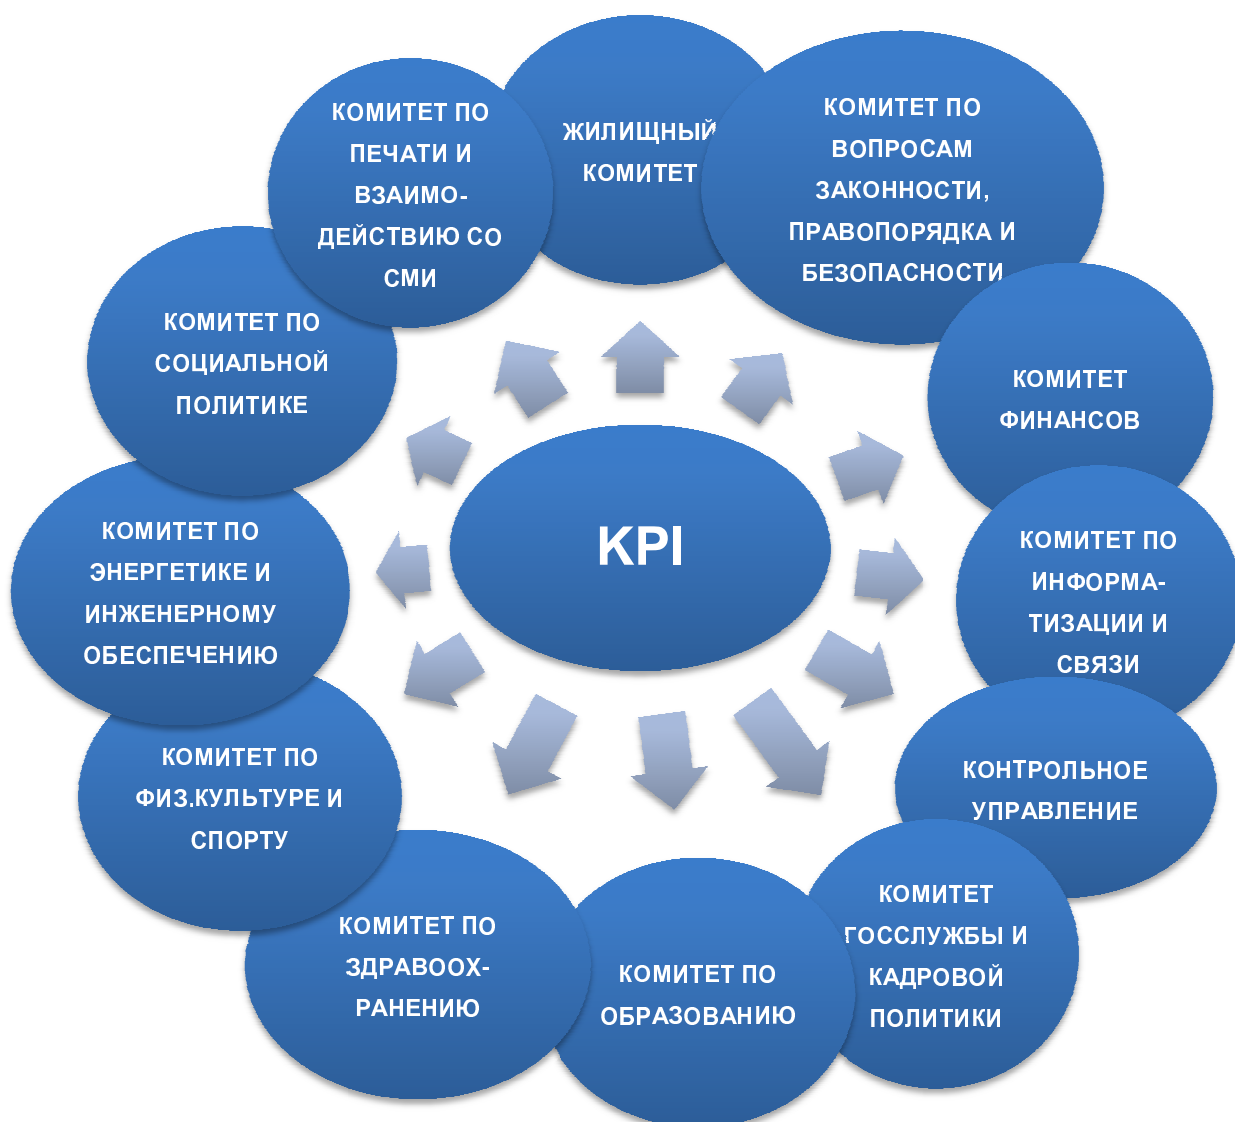 ЖИЛИЩНЫЙ
КОМИТЕТ
КОМИТЕТ ПО
ВОПРОСАМ
ЗАКОННОСТИ,
ПРАВОПОРЯДКА И
БЕЗОПАСНОСТИ
КОМИТЕТ
ФИНАНСОВ
КОМИТЕТ ПО
ИНФОРМА-
ТИЗАЦИИ И
СВЯЗИ
КОНТРОЛЬНОЕ
УПРАВЛЕНИЕ
КОМИТЕТ
ГОССЛУЖБЫ И
КАДРОВОЙ
ПОЛИТИКИ
КОМИТЕТ ПО
ОБРАЗОВАНИЮ
КОМИТЕТ ПО
ЗДРАВООХ-
РАНЕНИЮ
КОМИТЕТ ПО
ФИЗ.КУЛЬТУРЕ И
СПОРТУ
КОМИТЕТ ПО
ЭНЕРГЕТИКЕ И
ИНЖЕНЕРНОМУ
ОБЕСПЕЧЕНИЮ
КОМИТЕТ ПО
СОЦИАЛЬНОЙ
ПОЛИТИКЕ
КОМИТЕТ ПО
ПЕЧАТИ И
ВЗАИМО-
ДЕЙСТВИЮ СО
СМИ
KPI